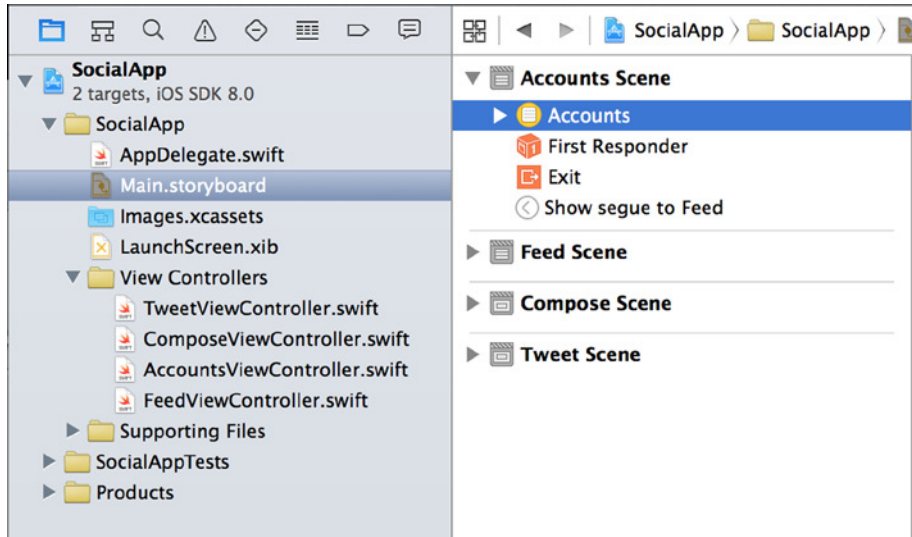 SocialApp
2 targets, iOS SDK 8.0
SocialApp
AppDelegate.swift
Main.storyboard
Images.xcassets
LaunchScreen.xib
View Controllers
TweetViewController.swift
ComposeViewController.swift
AccountsViewController.swift
FeedViewController.swift
Supporting Files
SocialAppTests
Products
SocialApp SocialApp
Accounts Scene
Accounts
First Responder
Exit
Show segue to Feed
Feed Scene
Compose Scene
Tweet Scene